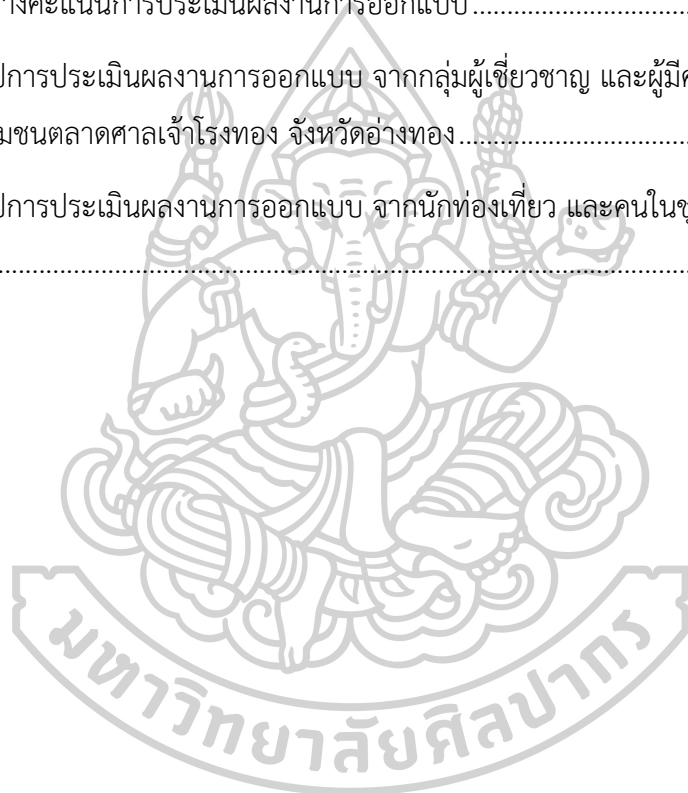 างคะแนนการประเมินผลงานการออกแบบ................................
ปการประเมินผลงานการออกแบบ จากกลุ่มผู้เชี่ยวชาญ และผู้มีค
มชนตลาดศาลเจ้าโรงทอง จังหวัดอ่างทอง..................................
ปการประเมินผลงานการออกแบบ จากนักท่องเที่ยว และคนในชุ
....................................................................................................
มหาวิทยาลัยศิลปากร